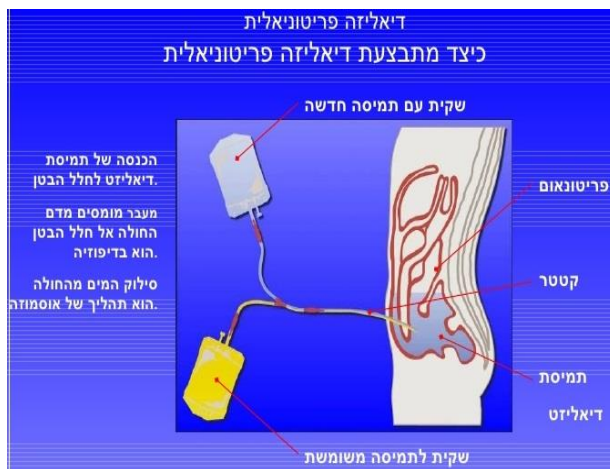 דיאליזה פריטוניאלית
כיצד מתבצעת דיאליזה פריטוניאלית
שקית עם תמיסה חדשה
הכנסה של תמיסת
דיאליזט לחלל הבטן.
מעבר מומסים מדם
החולה אל חלל הבטן
הוא בדיפוזיה.
סילוק המים מהחולה
הוא תהליך של אוסמוזה.
פריטונאום
קטטר
תמיסת
דיאליזט
שקית לתמיסה משומשת